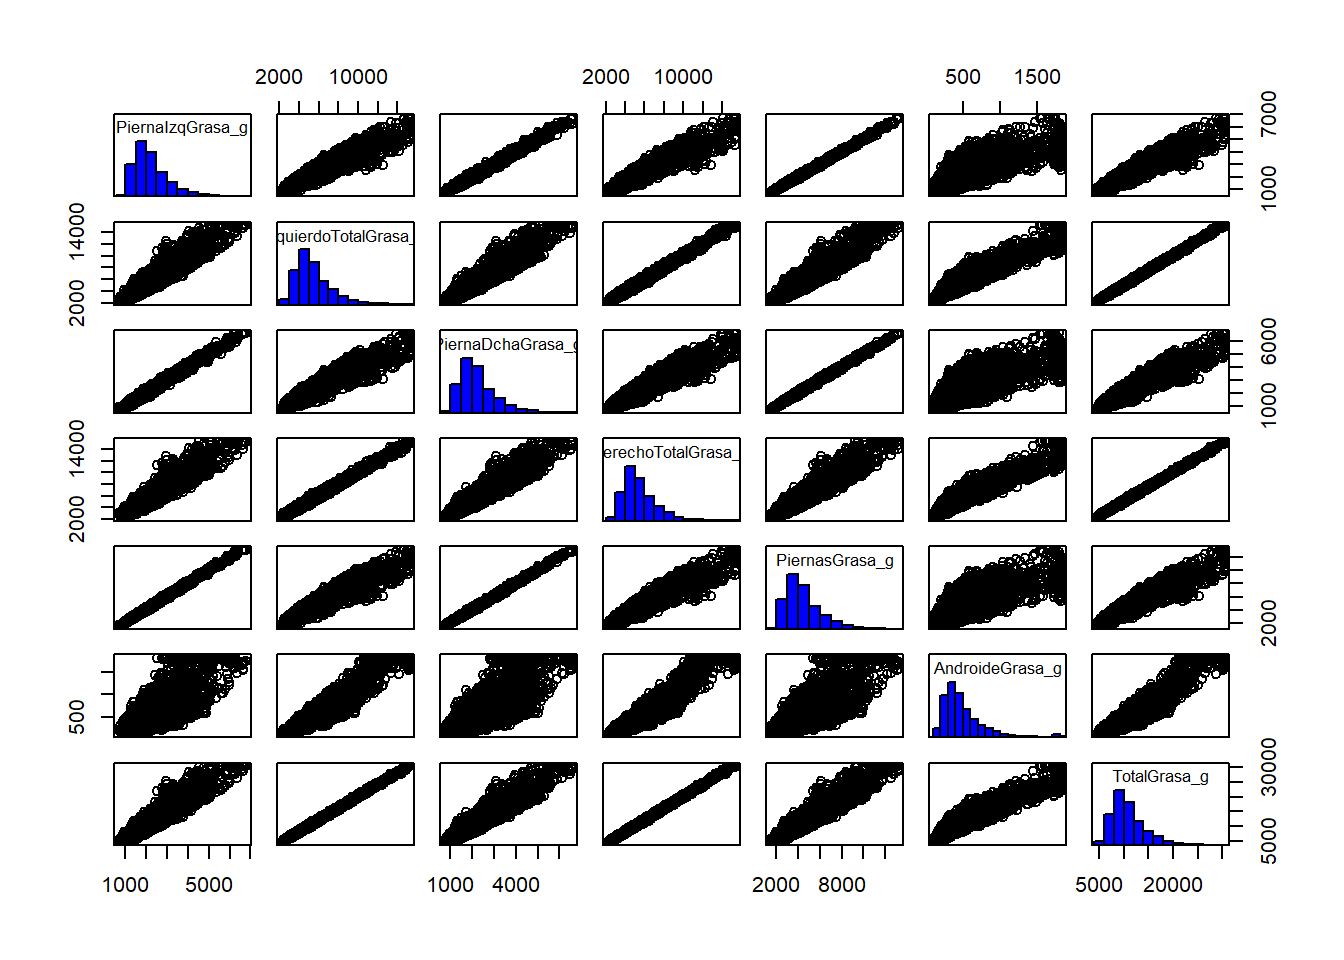 2000 10000 2000 10000 500 1500
PiernaIzqGrasa_g 1000 7000
2000 14000 quierdoTotalGrasa_
PiernaDchaGrasa_g 1000 6000
2000 14000 erechoTotalGrasa_
PiernasGrasa_g 2000
500 AndroideGrasa_g
TotalGrasa_g 5000 30000
1000 5000 1000 4000 2000 8000 5000 20000